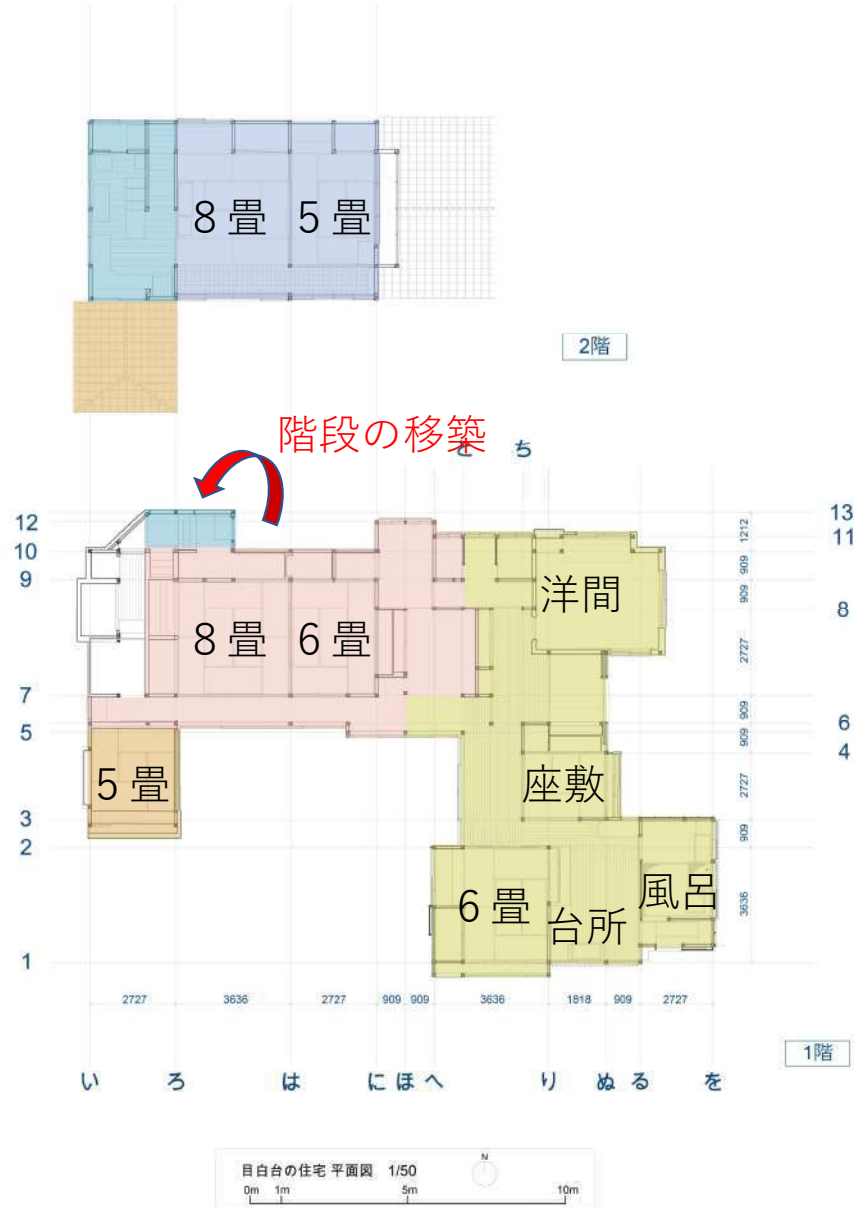 8畳 5畳
2階
階段の移築
と ち
12
10
9
7
5
3
2
1
13
11
8
6
4
洋間
8畳 6畳
5畳
座敷
6畳 台所 風呂
1212
909
909
2727
909
909
2727
909
3636
2727 3636 2727 909 909 3636 1818 909 2727
1階
い ろ は に ほ へ り ぬ る を
目白台の住宅 平面図 1/50
N
0m 1m 5m 10m